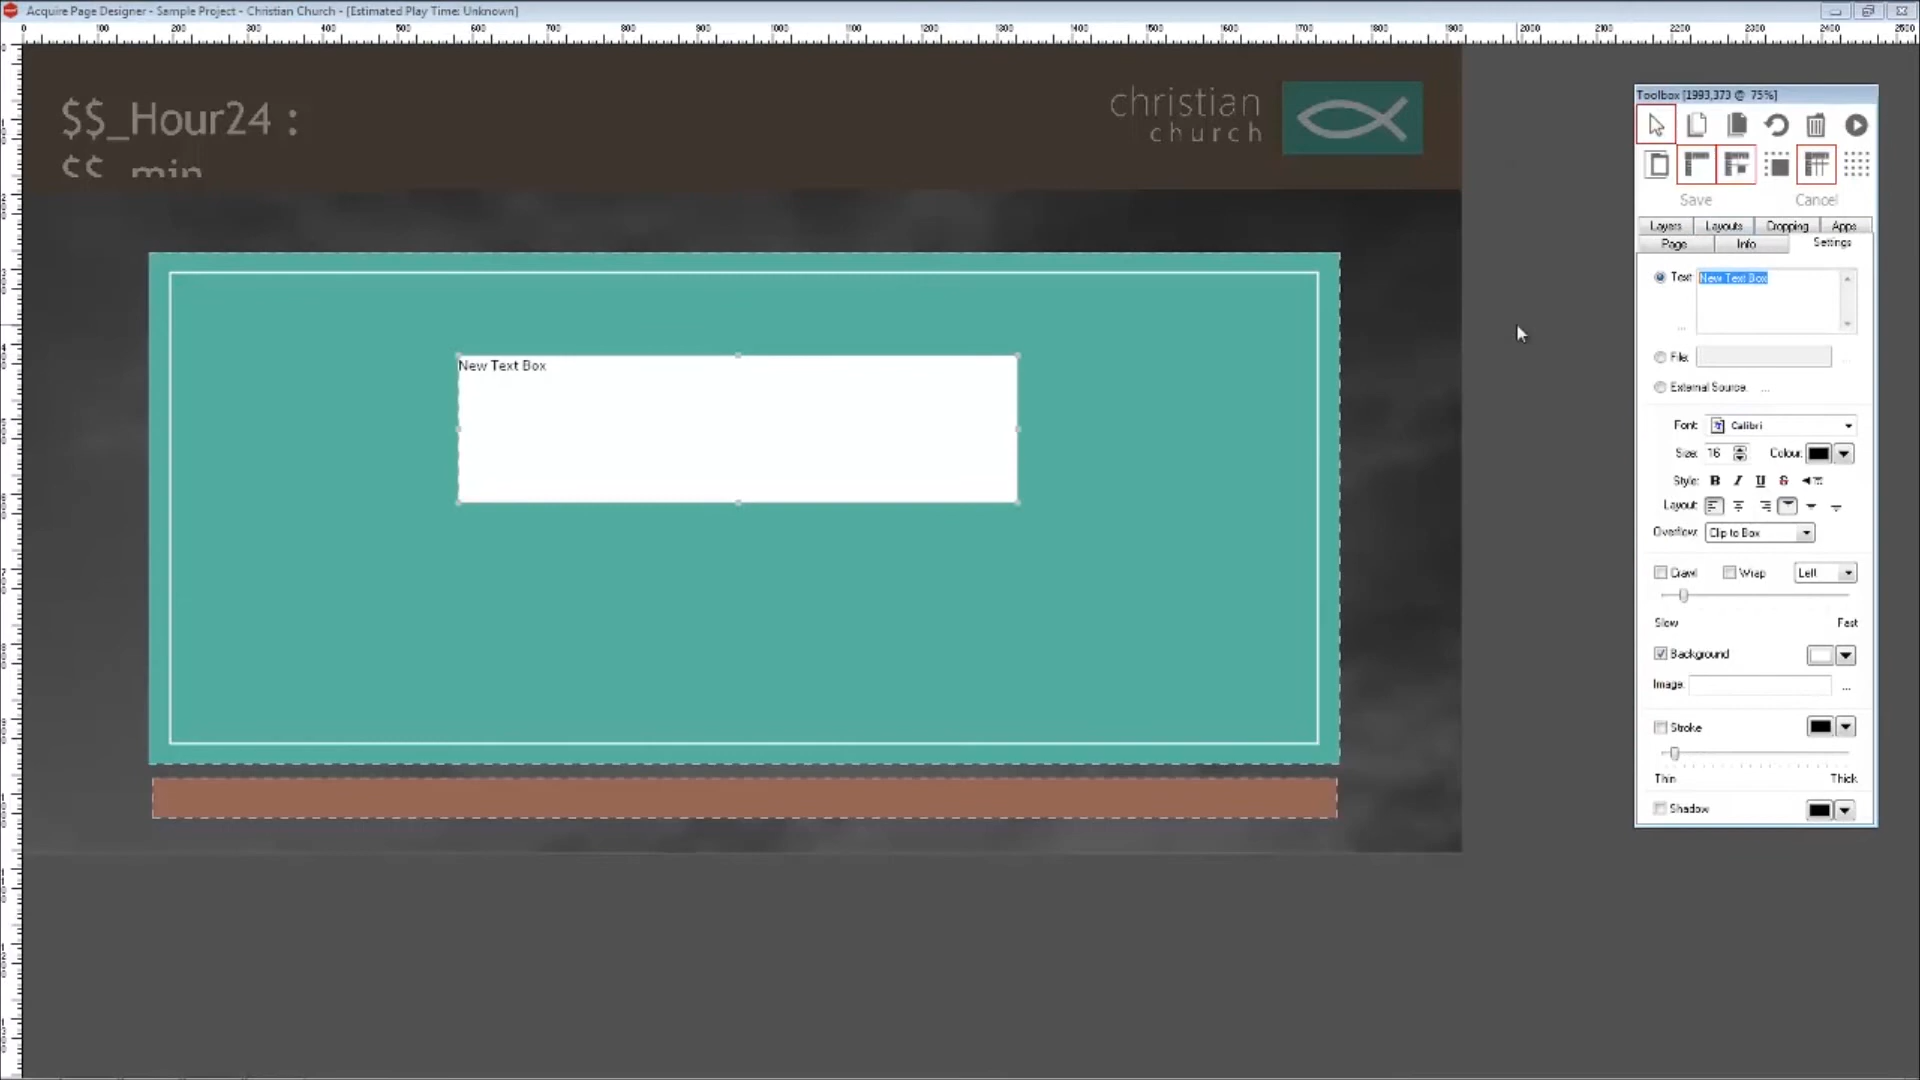 Acquire Page Designer - Sample Project - Christian Church - [Estimated Play Time: Unknown]
$$_Hour24 :
$$_min
christian
church
New Text Box
Toolbox [1993,373 @ 75%]
Save Cancel
Layers Layouts Cropping Apps
Page Info Settings
Text New Text Box
...
File:
External Source: ...
Font: Calibri
Size: 16 Colour:
Style: B I U S
Layout:
Overflow: Clip to Box
Crawl Wrap Left
Slow Fast
Background
Image: ...
Stroke
Thin Thick
Shadow